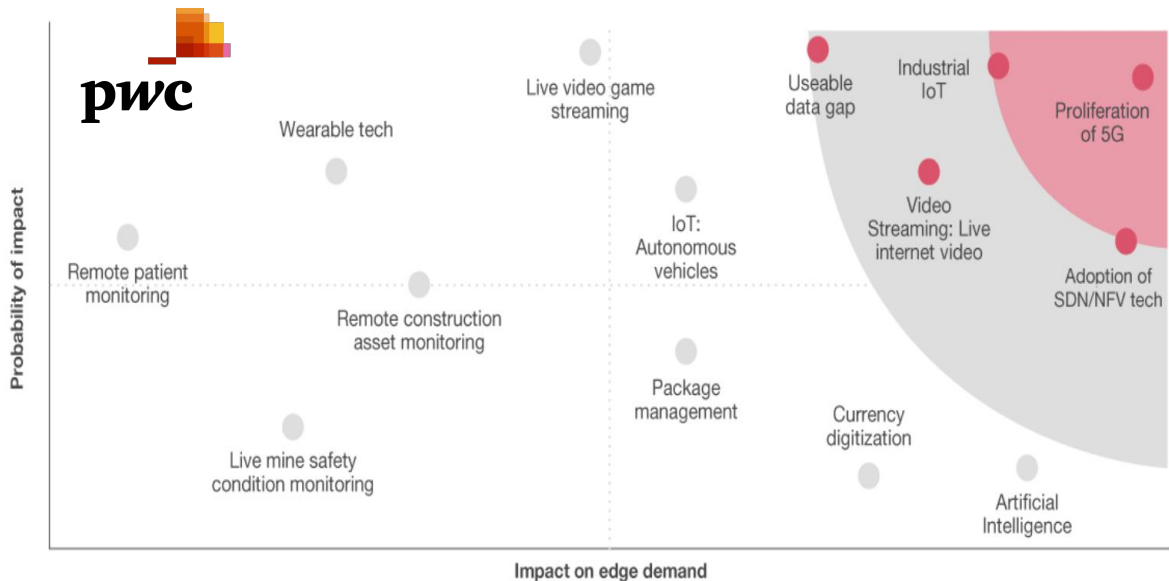 pwc
Live video game
streaming
Useable
data gap
Industrial
IoT
Proliferation
of 5G
Wearable tech
Video
Streaming: Live
internet video
IoT:
Autonomous
vehicles
Remote patient
monitoring
Adoption of
SDN/NFV tech
Remote construction
asset monitoring
Package
management
Currency
digitization
Live mine safety
condition monitoring
Artificial
Intelligence
Probability of impact
Impact on edge demand